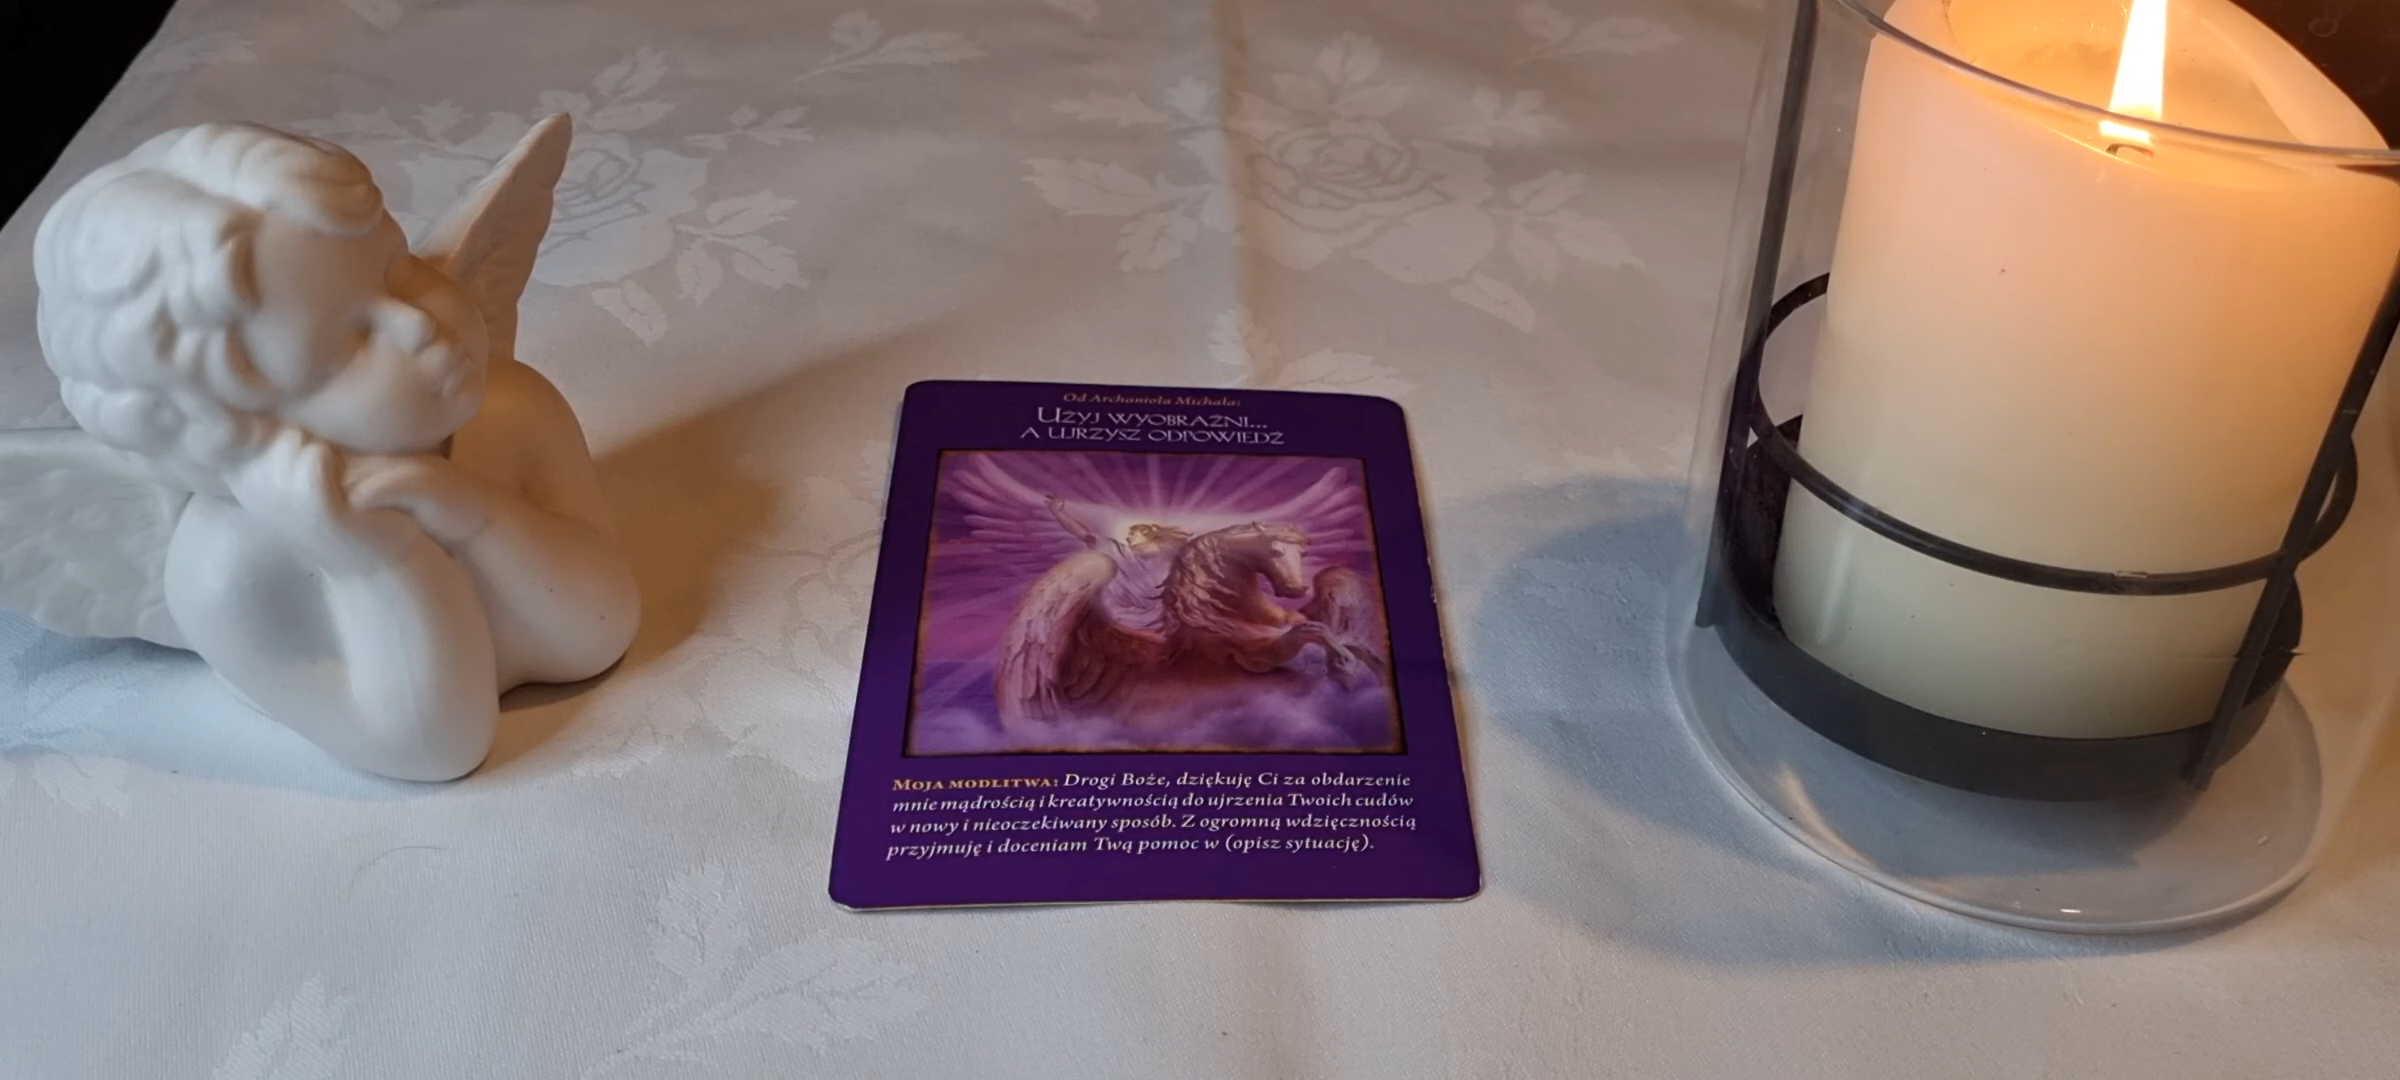 Od Archanioła Michała:
Użyj wyobraźni...
a ujrzysz odpowiedź
Moja modlitwa: Drogi Boże, dziękuję Ci za obdarzenie
mnie mądrością i kreatywnością do ujrzenia Twoich cudów
w nowy i nieoczekiwany sposób. Z ogromną wdzięcznością
przyjmuję i doceniam Twą pomoc w (opisz sytuację).